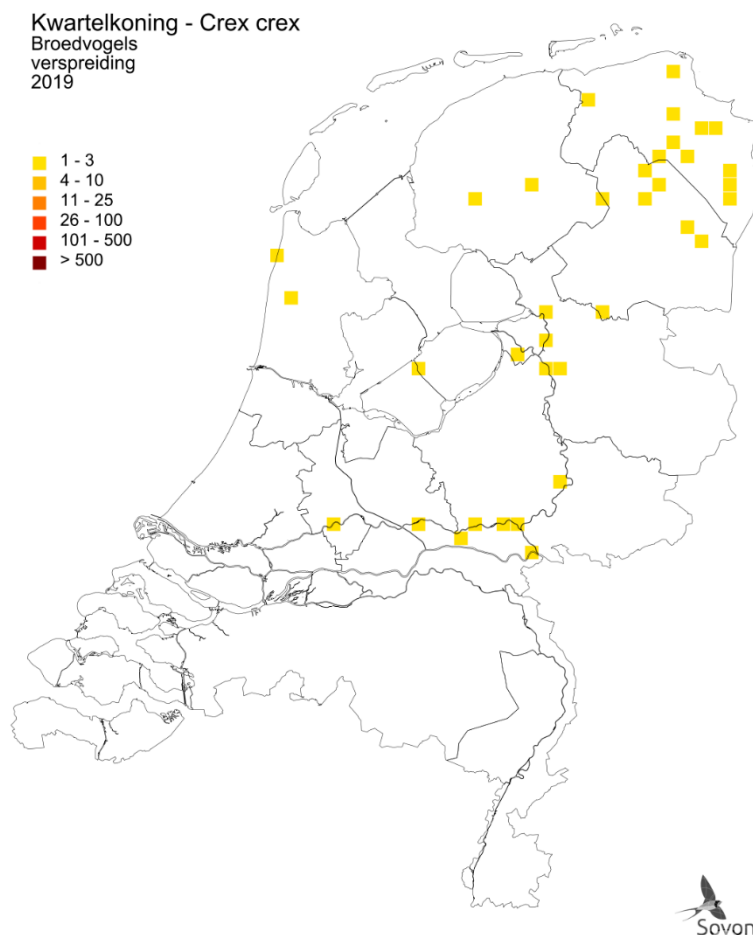 Kwartelkoning - Crex crex
Broedvogels
verspreiding
2019
1 - 3
4 - 10
11 - 25
26 - 100
101 - 500
> 500
Sovon